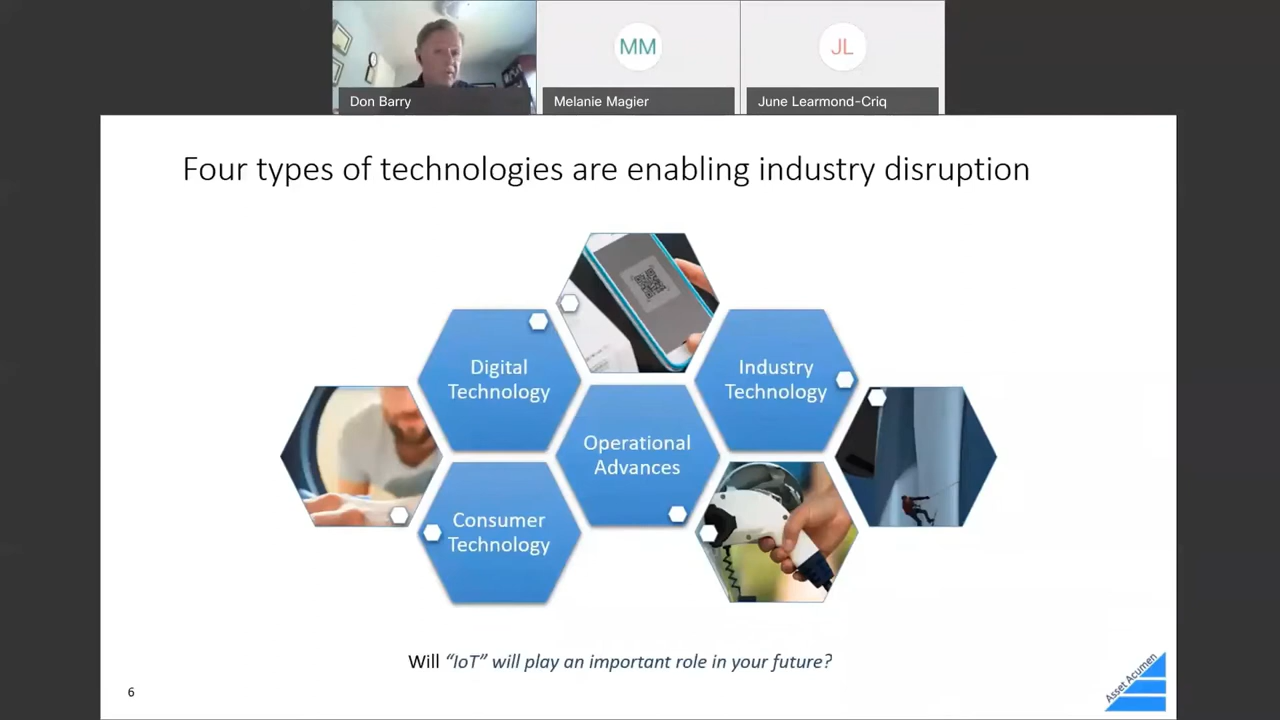 MM
JL
Don Barry
Melanie Magier
June Learmond-Criq
Four types of technologies are enabling industry disruption
Digital
Technology
Industry
Technology
Operational
Advances
Consumer
Technology
Will “IoT” will play an important role in your future?
6
Asset Acumen